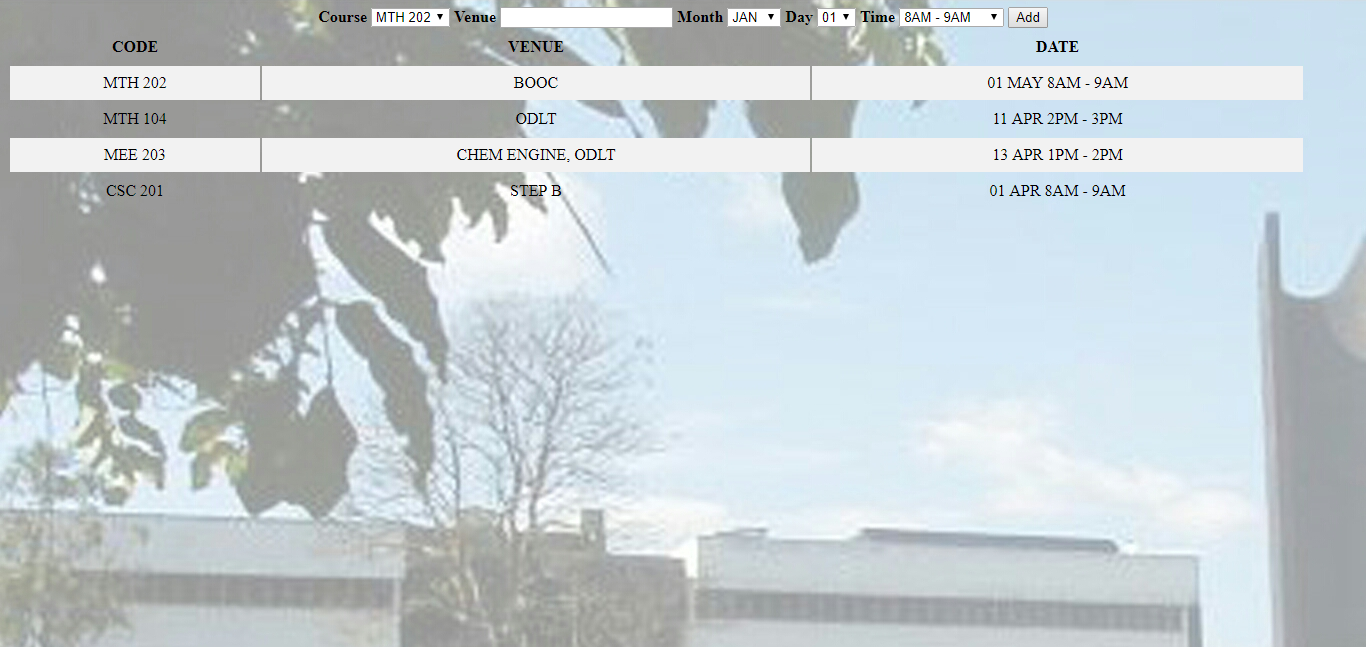 Course MTH 202 Venue Month JAN Day 01 Time 8AM - 9AM Add
CODE VENUE DATE
MTH 202 BOOC 01 MAY 8AM - 9AM
MTH 104 ODLT 11 APR 2PM - 3PM
MEE 203 CHEM ENGINE, ODLT 13 APR 1PM - 2PM
CSC 201 STEP B 01 APR 8AM - 9AM